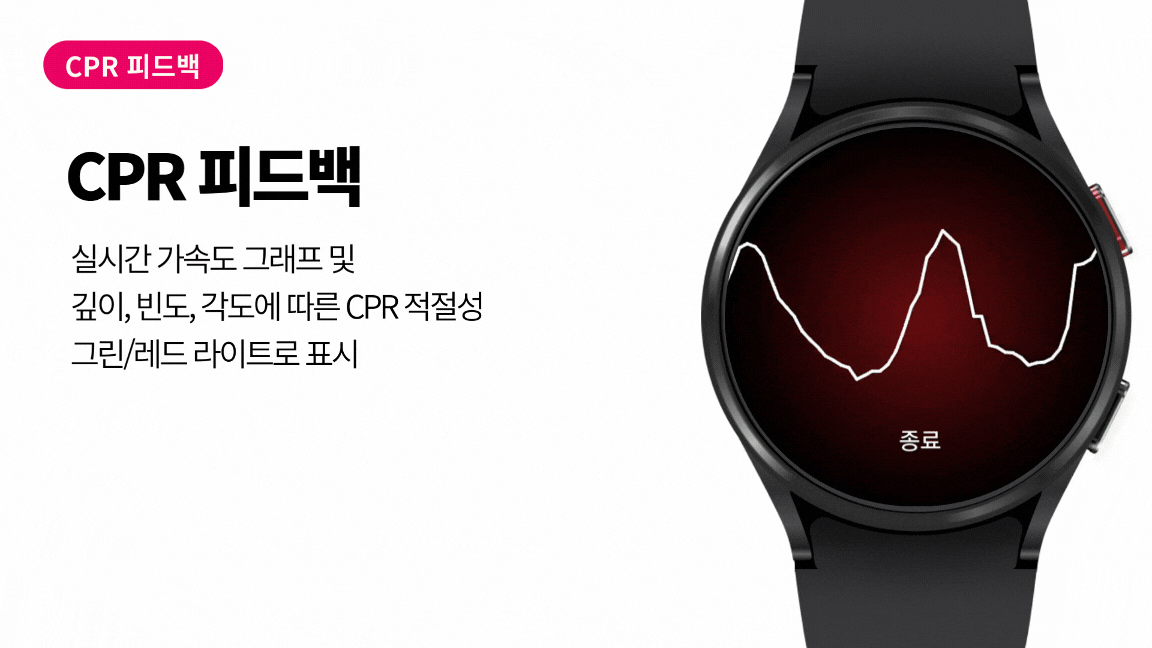 CPR 피드백
CPR 피드백
실시간 가속도 그래프 및
깊이, 빈도, 각도에 따른 CPR 적절성
그린/레드 라이트로 표시
종료